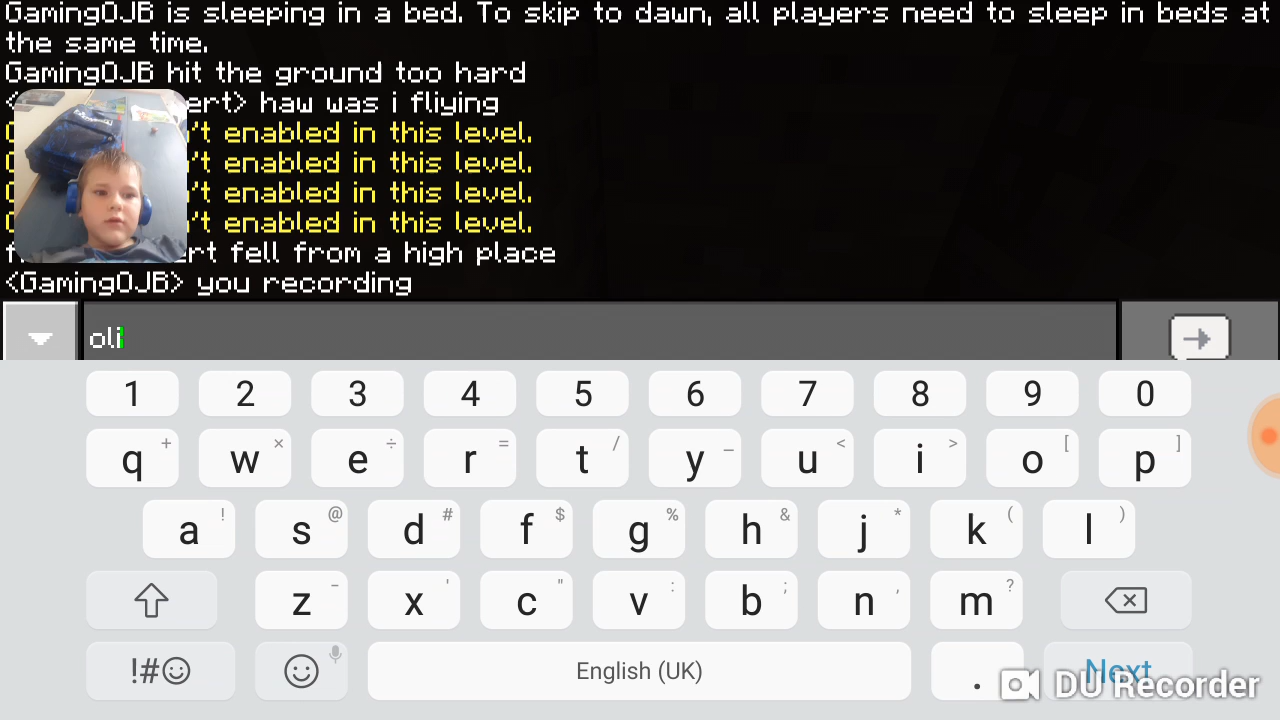 GamingOJB is sleeping in a bed. To skip to dawn, all players need to sleep in beds at
the same time.
GamingOJB hit the ground too hard
ert> haw was i fliying
't enabled in this level.
't enabled in this level.
't enabled in this level.
't enabled in this level.
rt fell from a high place
<GamingOJB> you recording
oli
1 2 3 4 5 6 7 8 9 0
q + w × e ÷ r = t / y _ u < i > o [ p ]
a ! s @ d # f $ g % h & j * k ( l )
z - x ' c " v : b ; n , m ?
!#☺ English (UK) . Next
DU Recorder